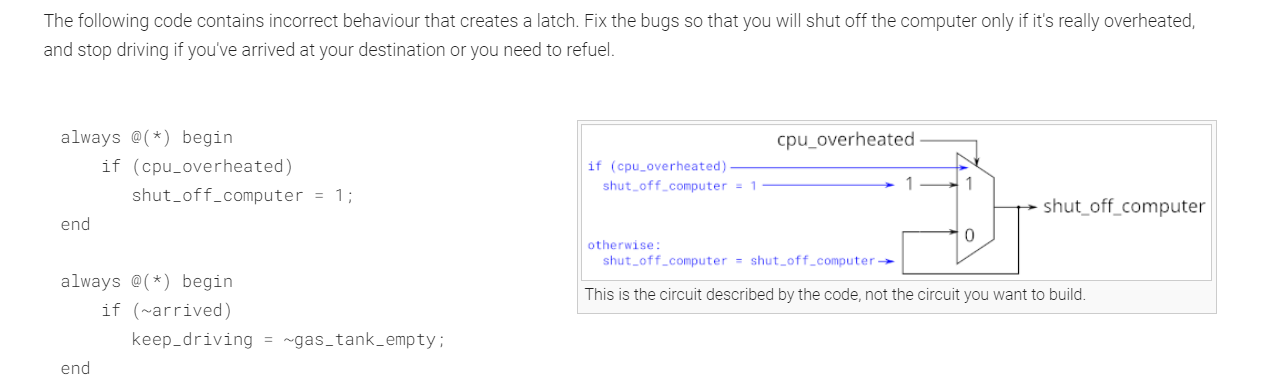 The following code contains incorrect behaviour that creates a latch. Fix the bugs so that you will shut off the computer only if it's really overheated,
and stop driving if you've arrived at your destination or you need to refuel.
always @(*) begin
if (cpu_overheated)
shut_off_computer = 1;
end
always @(*) begin
if (~arrived)
keep_driving = ~gas_tank_empty;
end
cpu_overheated
if (cpu_overheated)
shut_off_computer = 1
1
1
shut_off_computer
0
otherwise:
shut_off_computer = shut_off_computer
This is the circuit described by the code, not the circuit you want to build.